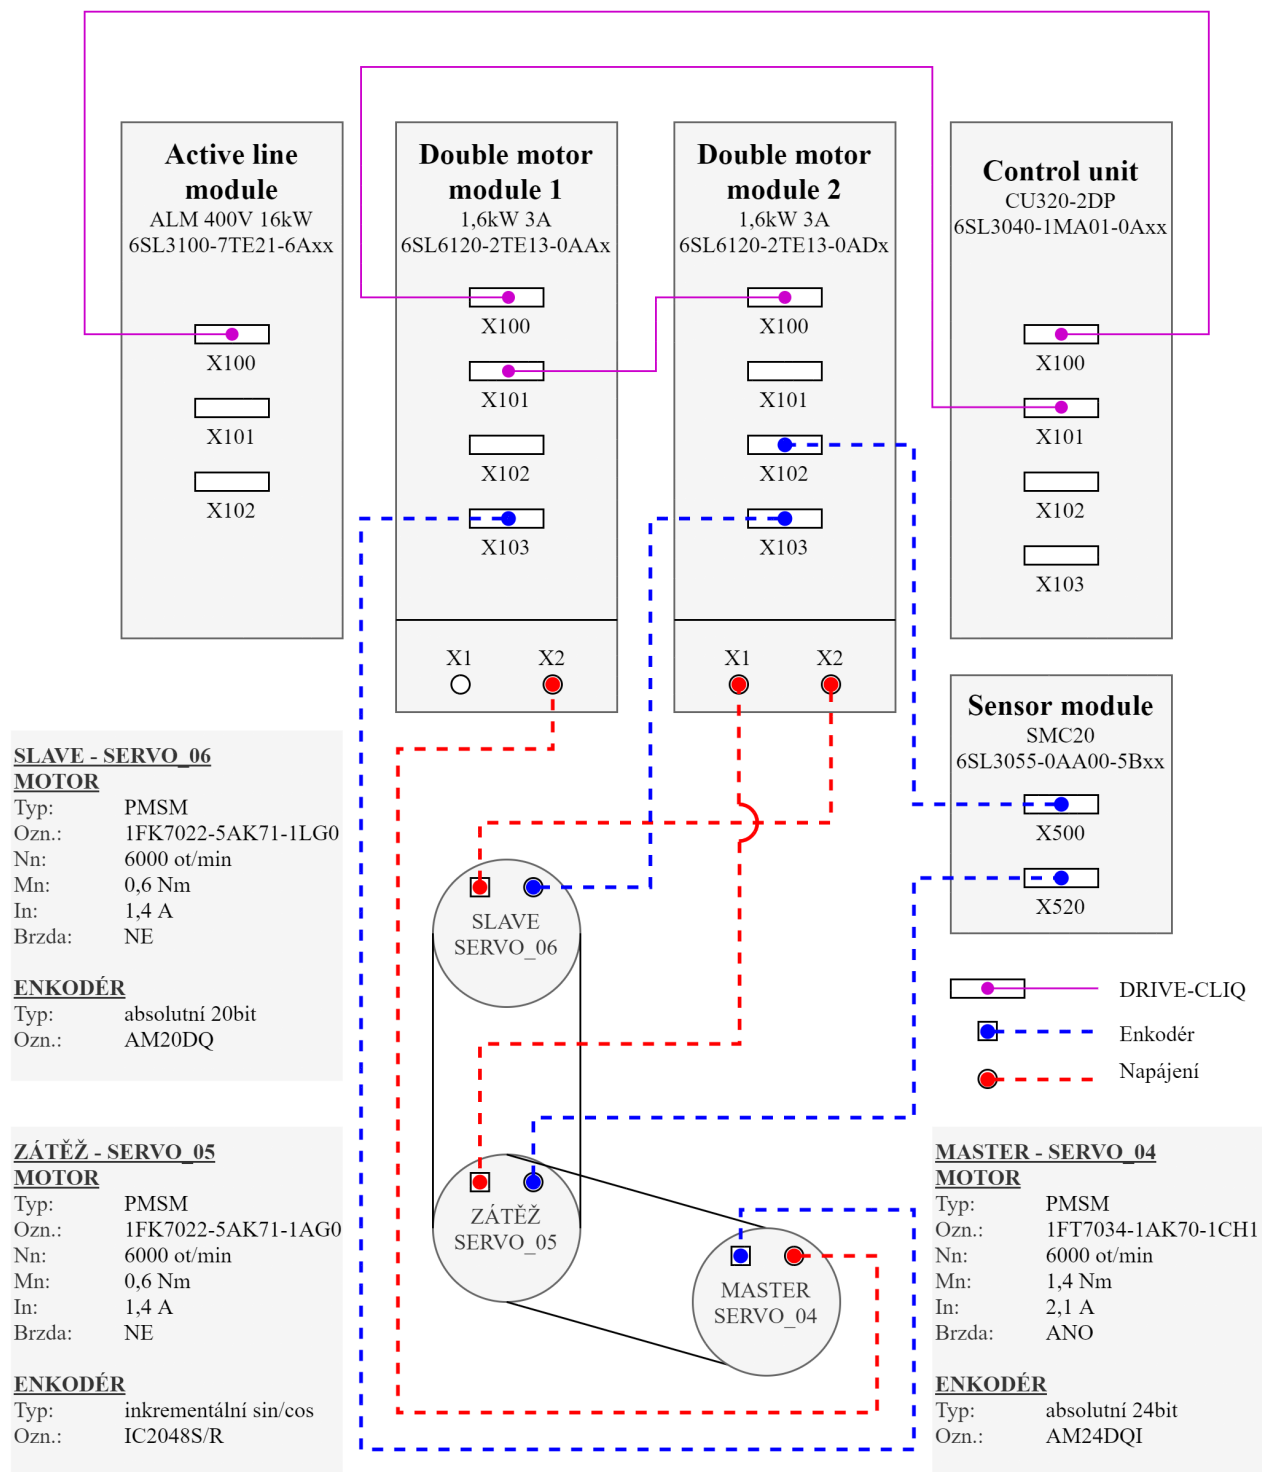 Active line
module
ALM 400V 16kW
6SL3100-7TE21-6Axx
X100
X101
X102
Double motor
module 1
1,6kW 3A
6SL6120-2TE13-0AAx
X100
X101
X102
X103
X1 X2
Double motor
module 2
1,6kW 3A
6SL6120-2TE13-0ADx
X100
X101
X102
X103
X1 X2
Control unit
CU320-2DP
6SL3040-1MA01-0Axx
X100
X101
X102
X103
Sensor module
SMC20
6SL3055-0AA00-5Bxx
X500
X520
SLAVE - SERVO_06
MOTOR
Typ: PMSM
Ozn.: 1FK7022-5AK71-1LG0
Nn: 6000 ot/min
Mn: 0,6 Nm
In: 1,4 A
Brzda: NE
ENKODÉR
Typ: absolutní 20bit
Ozn.: AM20DQ
SLAVE
SERVO_06
DRIVE-CLIQ
Enkodér
Napájení
ZÁTĚŽ - SERVO_05
MOTOR
Typ: PMSM
Ozn.: 1FK7022-5AK71-1AG0
Nn: 6000 ot/min
Mn: 0,6 Nm
In: 1,4 A
Brzda: NE
ENKODÉR
Typ: inkrementální sin/cos
Ozn.: IC2048S/R
ZÁTĚŽ
SERVO_05
MASTER
SERVO_04
MASTER - SERVO_04
MOTOR
Typ: PMSM
Ozn.: 1FT7034-1AK70-1CH1
Nn: 6000 ot/min
Mn: 1,4 Nm
In: 2,1 A
Brzda: ANO
ENKODÉR
Typ: absolutní 24bit
Ozn.: AM24DQI